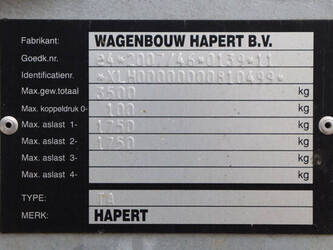 Fabrikant: WAGENBOUW HAPERT B.V.
Goedk.nr. e4*2007/46*0139*11
Identificatienr. *XLH00000000810499*
Max.gew.totaal 3500 kg
Max. koppeldruk 0- 100 kg
Max. aslast 1- 1750 kg
Max. aslast 2- 1750 kg
Max. aslast 3- kg
Max. aslast 4- kg
TYPE: TA
MERK: HAPERT